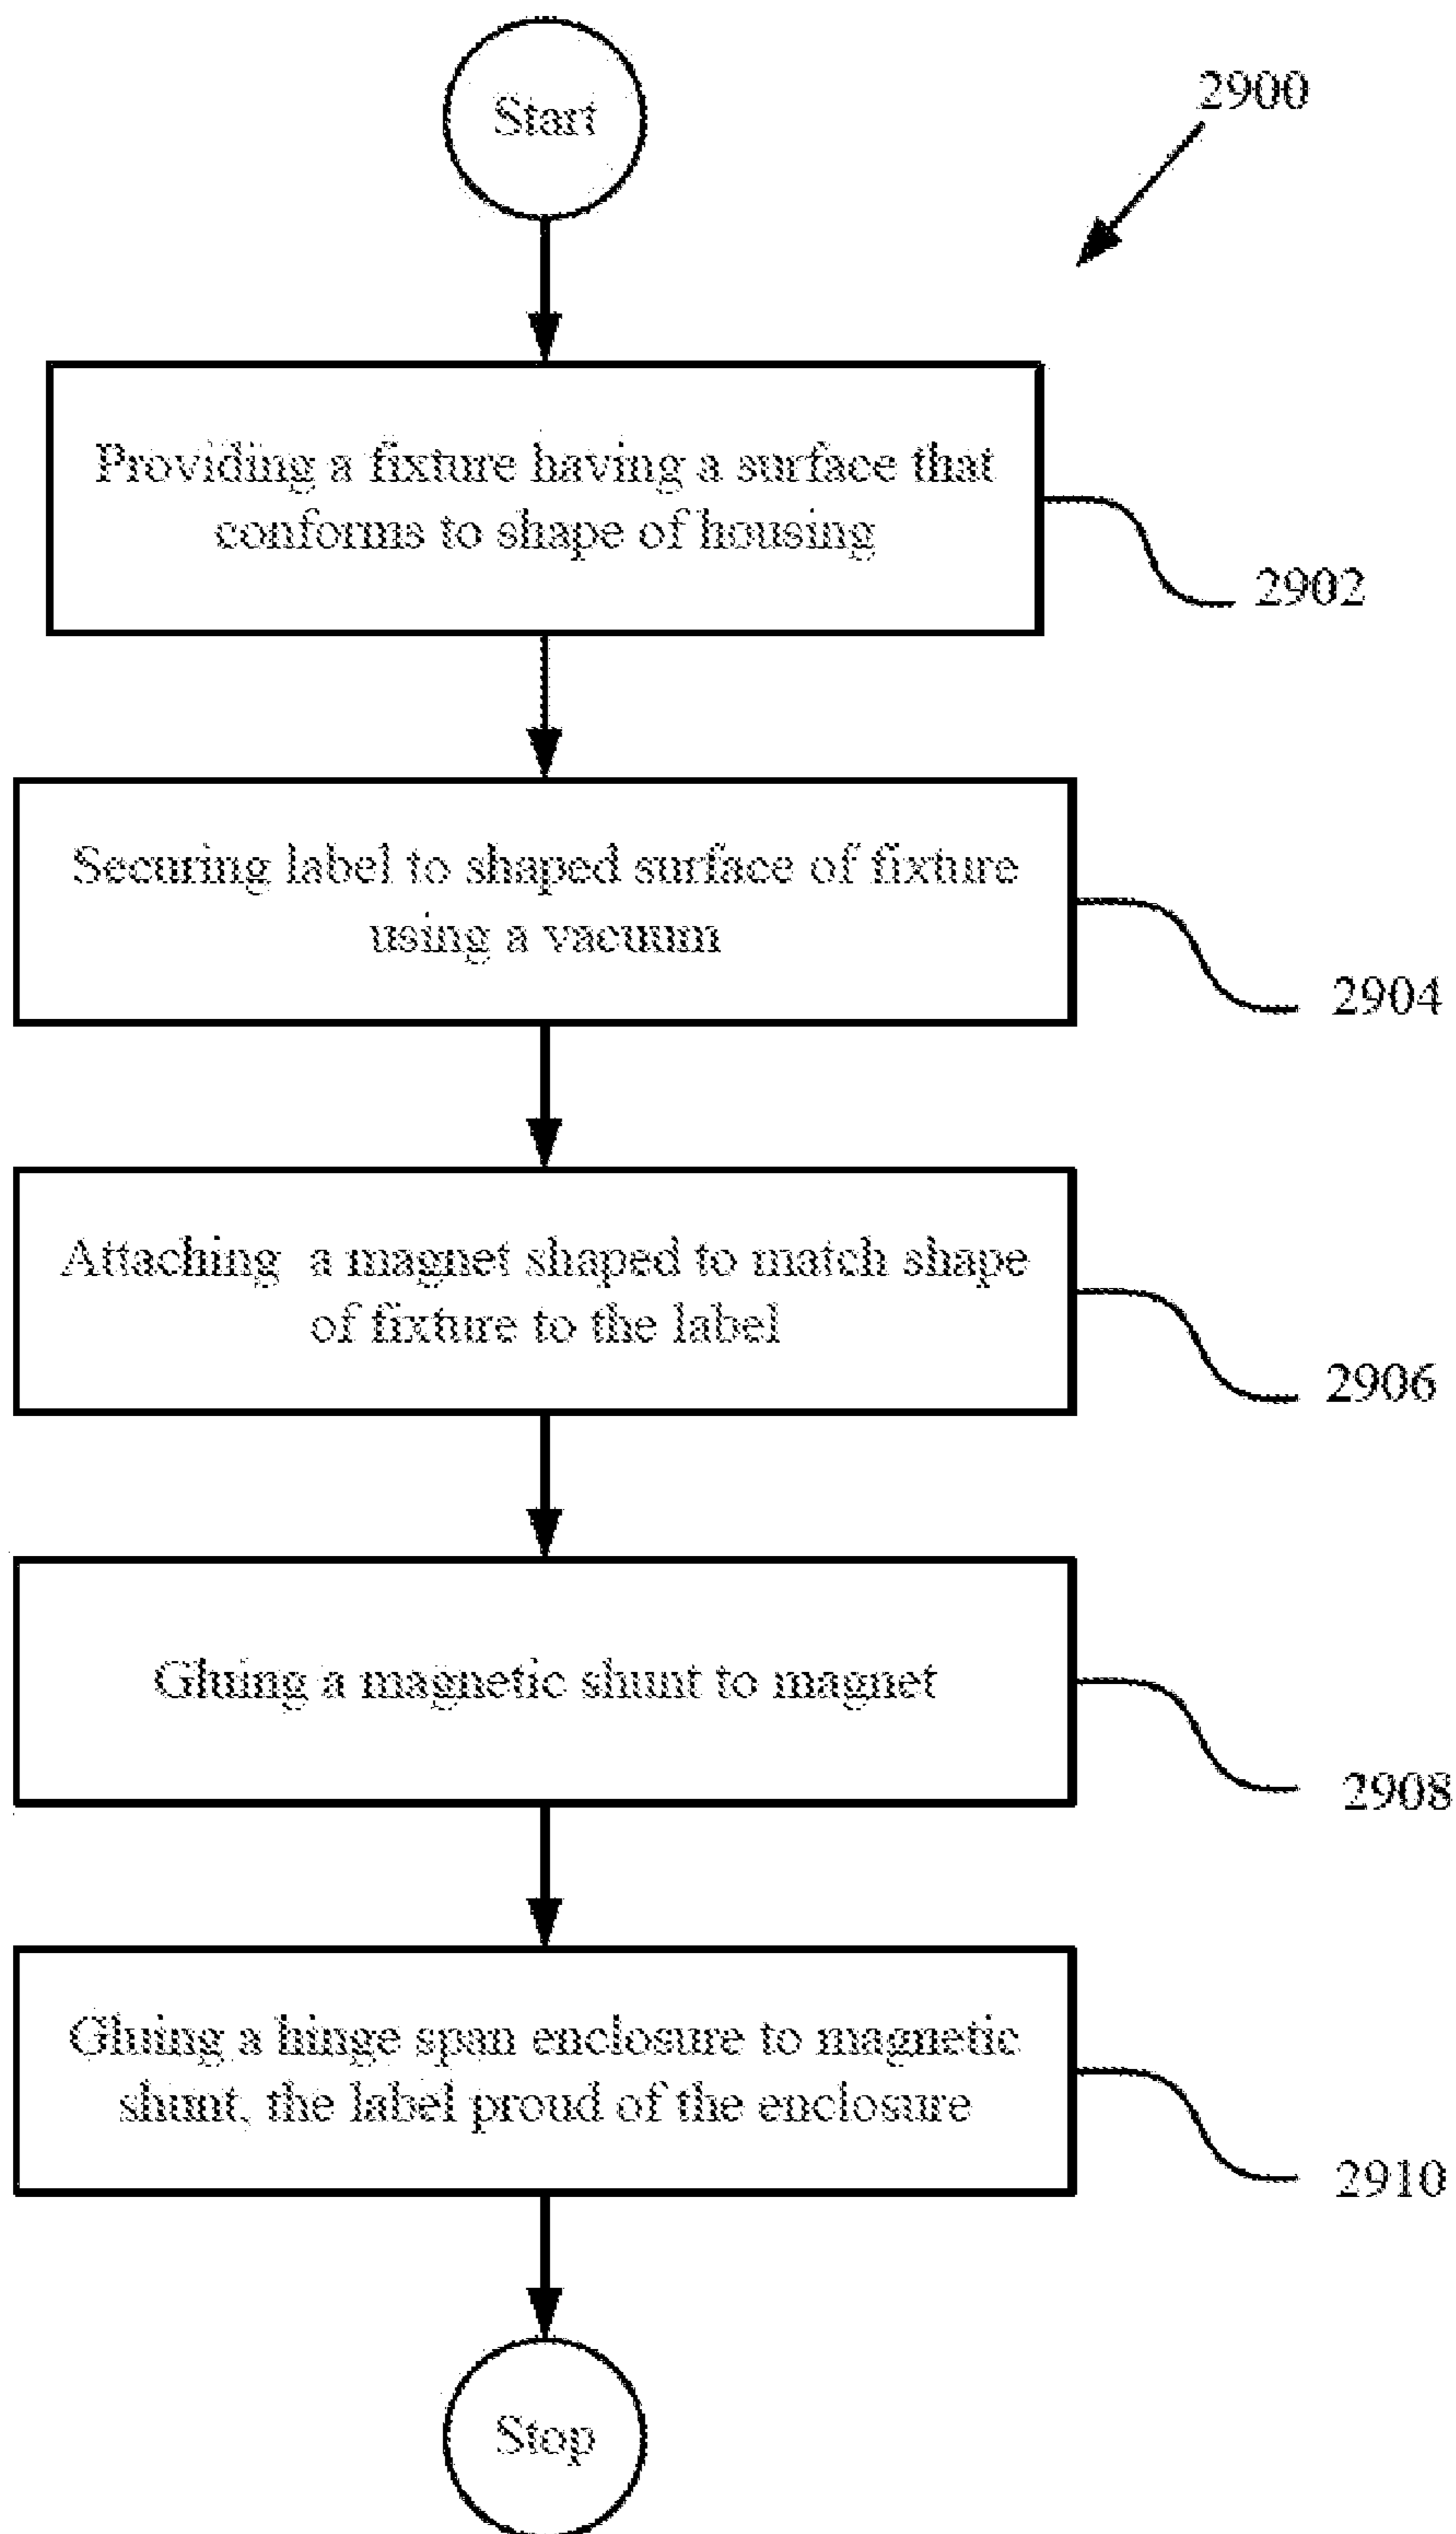 Start
2900
Providing a fixture having a surface that
conforms to shape of housing
2902
Securing label to shaped surface of fixture
using a vacuum
2904
Attaching a magnet shaped to match shape
of fixture to the label
2906
Gluing a magnetic shunt to magnet
2908
Gluing a hinge span enclosure to magnetic
shunt, the label proud of the enclosure
2910
Stop